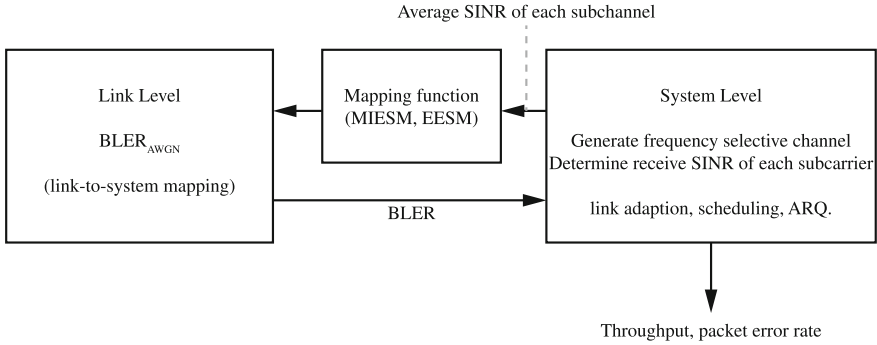 Average SINR of each subchannel
Link Level
BLER_AWGN
(link-to-system mapping)
Mapping function
(MIESM, EESM)
System Level
Generate frequency selective channel
Determine receive SINR of each subcarrier
link adaption, scheduling, ARQ.
BLER
Throughput, packet error rate